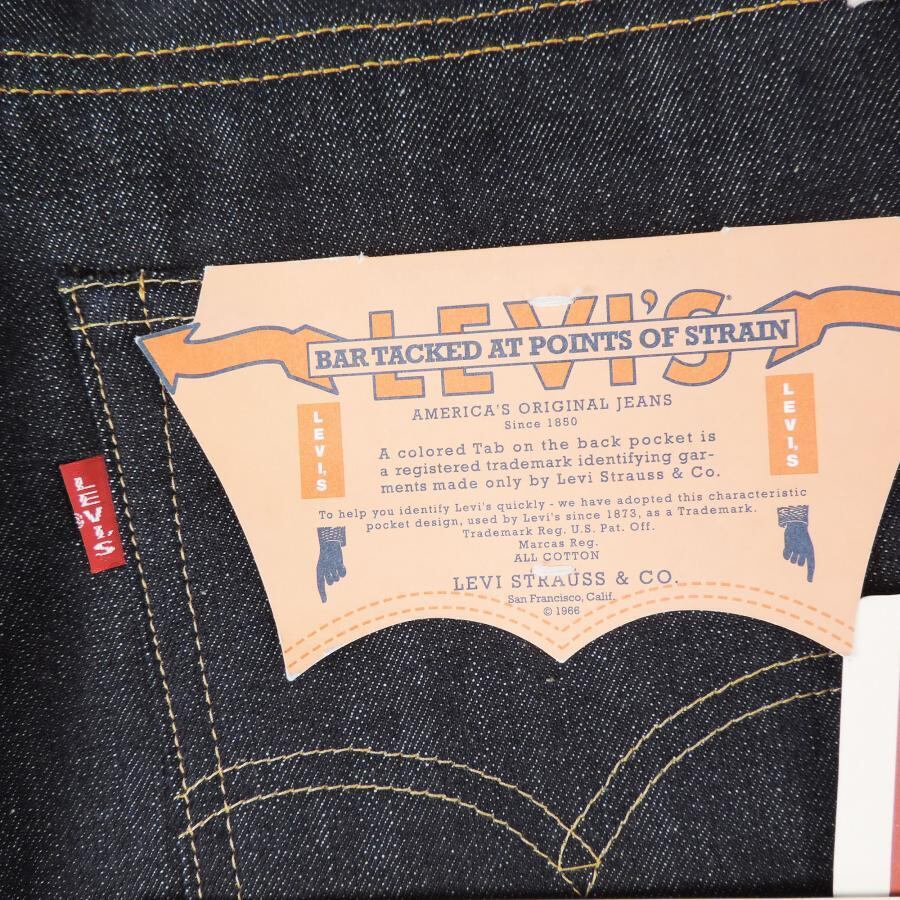 LEVI'S®
BAR TACKED AT POINTS OF STRAIN
AMERICA'S ORIGINAL JEANS
Since 1850
LEVI'S
LEVI'S
A colored Tab on the back pocket is
a registered trademark identifying gar-
ments made only by Levi Strauss & Co.
To help you identify Levi's quickly - we have adopted this characteristic
pocket design, used by Levi's since 1873, as a Trademark.
Trademark Reg. U.S. Pat. Off.
Marcas Reg.
ALL COTTON
LEVI STRAUSS & CO.
San Francisco, Calif.
© 1966
LEVI'S
®